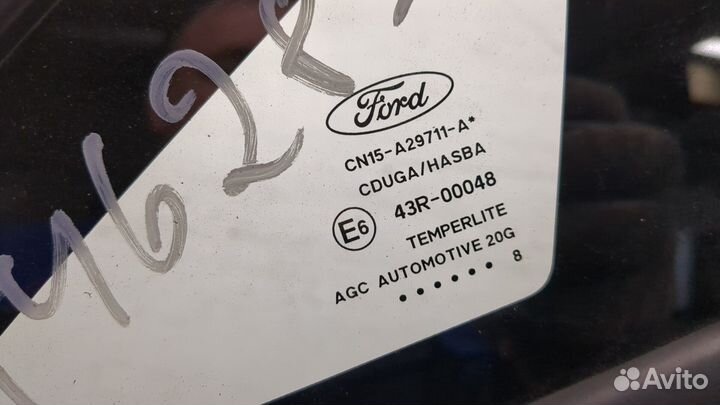 Ford
CN15-A29711-A*
CDUGA/HASBA
E6 43R-00048
TEMPERLITE
AGC AUTOMOTIVE 20G
•••••• 8
Avito